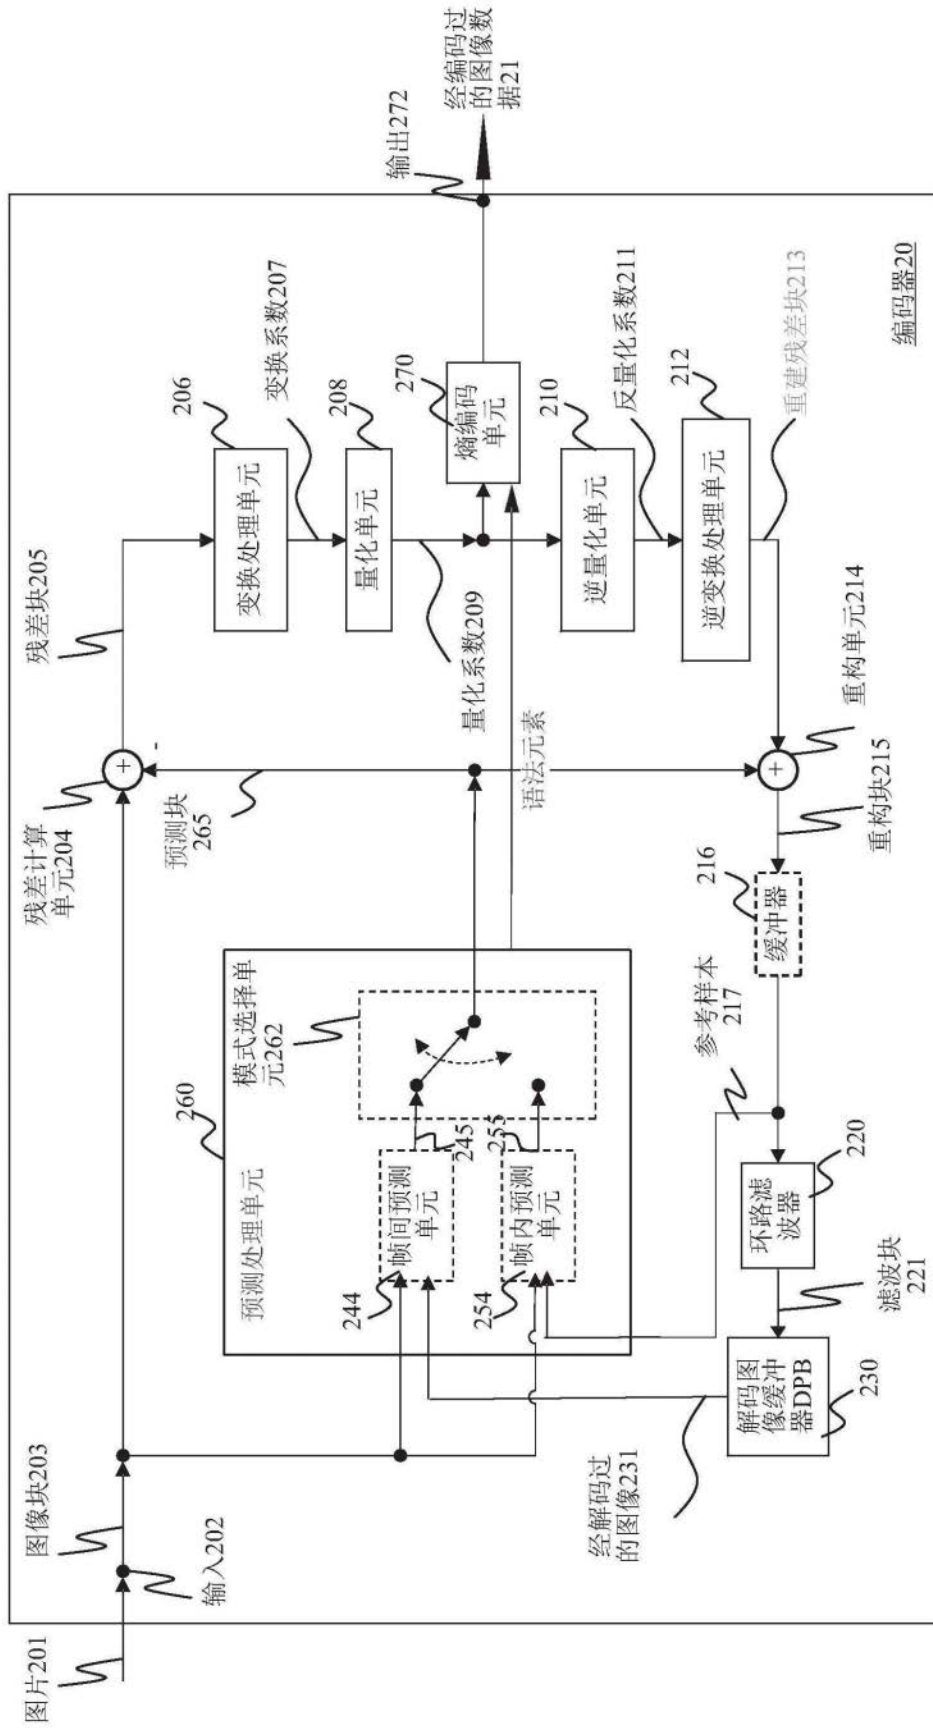 图片201
输入202
图像块203
残差计算
单元204
残差块205
206
变换处理单元
变换系数207
208
量化单元
量化系数209
270
熵编码
单元
输出272
经编码过
的图像数
据21
预测块
265
语法元素
210
逆量化单元
反量化系数211
212
逆变换处理单元
重建残差块213
重构单元214
重构块215
216
缓冲器
参考样本
217
220
环路滤
波器
滤波块
221
230
解码图
像缓冲
器DPB
经解码过
的图像231
260
预测处理单元
模式选择单
元262
244
帧间预测
单元
245
254
帧内预测
单元
255
编码器20
-
+
+